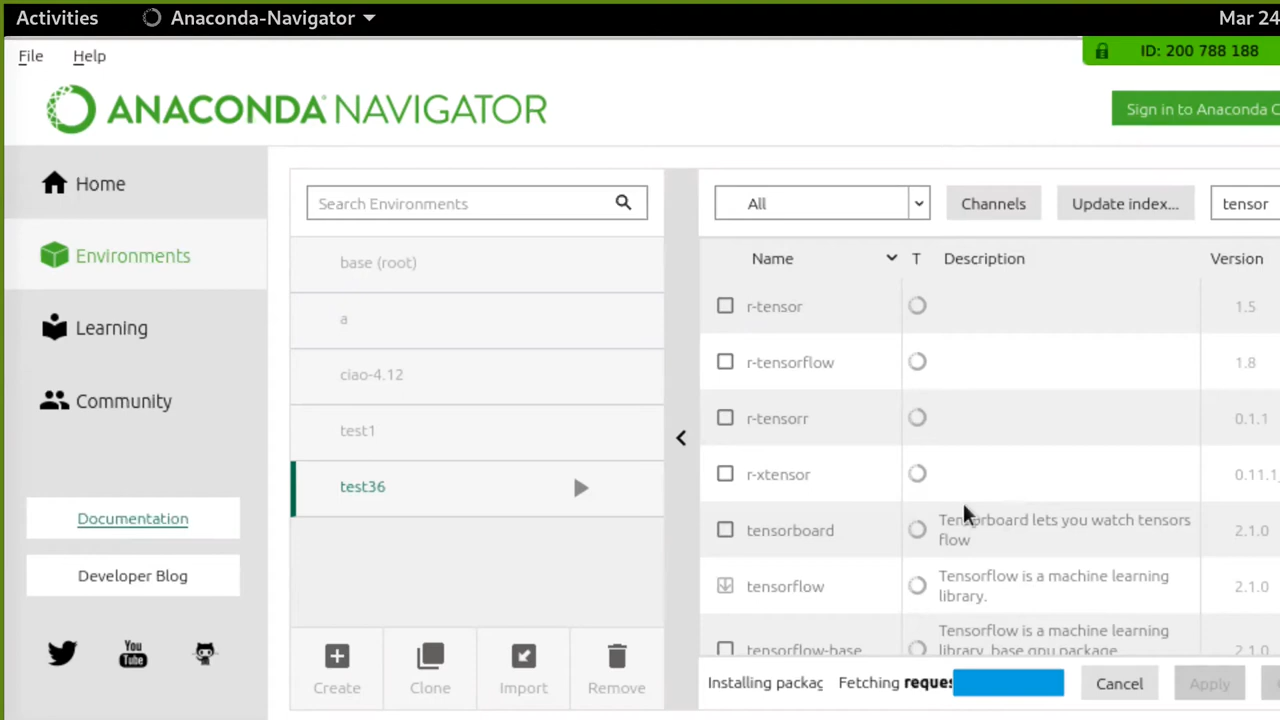 Activities
Anaconda-Navigator
Mar 24
File
Help
ID: 200 788 188
ANACONDA NAVIGATOR
Sign in to Anaconda
Home
Environments
Learning
Community
Documentation
Developer Blog
You
Tube
Search Environments
base (root)
a
ciao-4.12
test1
test36
Create
Clone
Import
Remove
All
Channels
Update index...
tensor
Name
T
Description
Version
r-tensor
1.5
r-tensorflow
1.8
r-tensorr
0.1.1
r-xtensor
0.11.1
tensorboard
Tensorboard lets you watch tensors
flow
2.1.0
tensorflow
Tensorflow is a machine learning
library.
2.1.0
tensorflow-base
Tensorflow is a machine learning
library, base gpu package
2.1.0
Installing packag
Fetching reques
Cancel
Apply